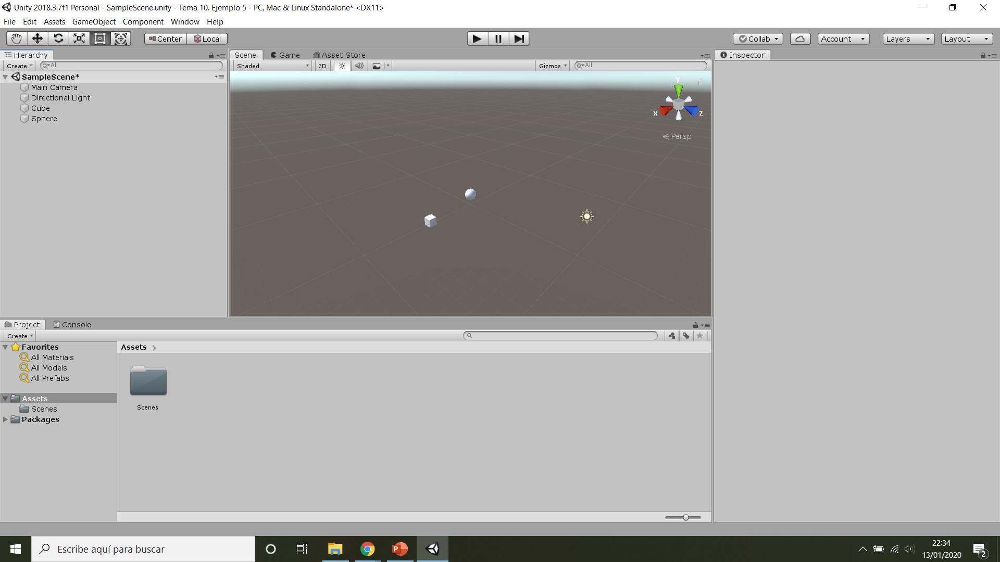 Unity 2018.3.7f1 Personal - SampleScene.unity - Tema 10. Ejemplo 5 - PC, Mac & Linux Standalone* <DX11>
File Edit Assets GameObject Component Window Help
Center Local Collab Account Layers Layout
Hierarchy
Create All
SampleScene*
Main Camera
Directional Light
Cube
Sphere
Scene Game Asset Store
Shaded 2D Gizmos All
y
x z
Persp
Inspector
Project Console
Create
Favorites
All Materials
All Models
All Prefabs
Assets
Scenes
Packages
Assets
Scenes
Escribe aquí para buscar
P
22:34
13/01/2020
2